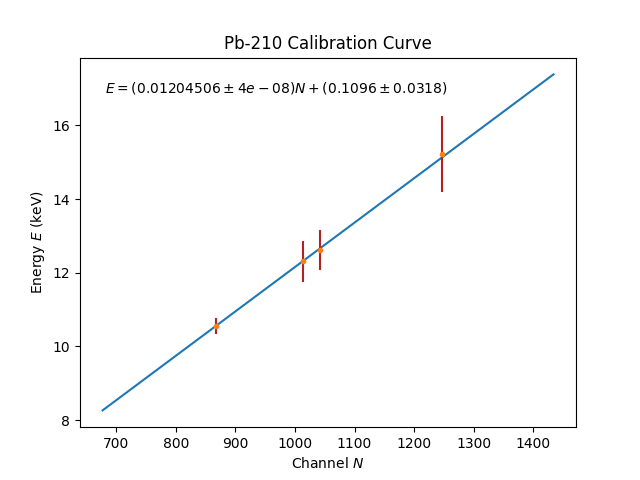 Pb-210 Calibration Curve
E = (0.01204506 ± 4e − 08)N + (0.1096 ± 0.0318)
16
14
12
10
8
Energy E (keV)
700 800 900 1000 1100 1200 1300 1400
Channel N